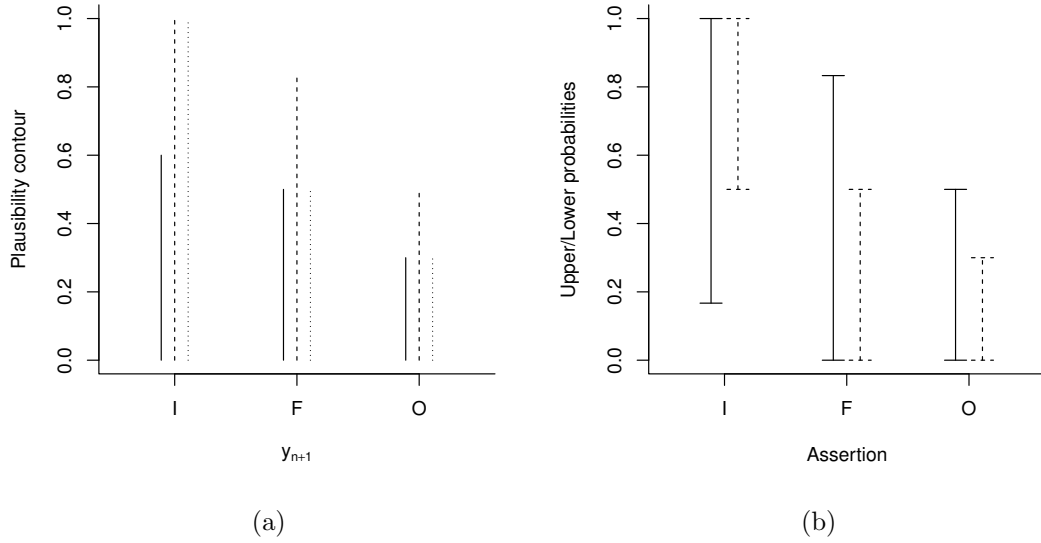 Plausibility contour
1.0
0.8
0.6
0.4
0.2
0.0
I F O
y_{n+1}
(a)
Upper/Lower probabilities
1.0
0.8
0.6
0.4
0.2
0.0
I F O
Assertion
(b)